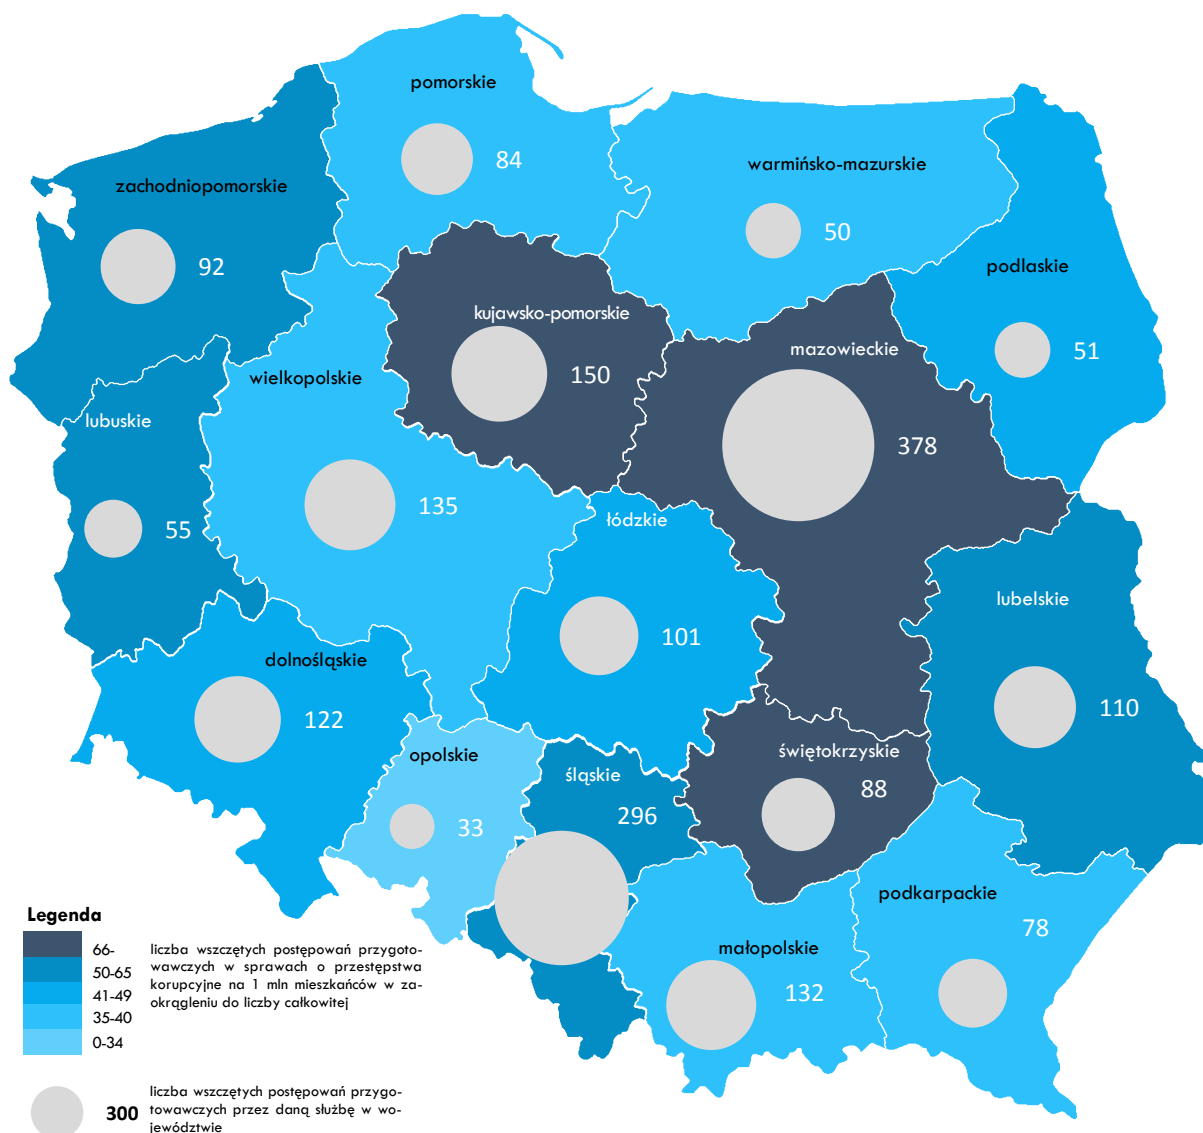 pomorskie
84
warmińsko-mazurskie
50
zachodniopomorskie
92
podlaskie
51
kujawsko-pomorskie
150
mazowieckie
378
wielkopolskie
135
lubuskie
55
łódzkie
101
lubelskie
110
dolnośląskie
122
opolskie
33
śląskie
296
świętokrzyskie
88
podkarpackie
78
małopolskie
132
Legenda
66-
50-65
41-49
35-40
0-34
liczba wszczętych postępowań przygoto-
wawczych w sprawach o przestępstwa
korupcyjne na 1 mln mieszkańców w za-
okrągleniu do liczby całkowitej
300
liczba wszczętych postępowań przygo-
towawczych przez daną służbę w wo-
jewództwie